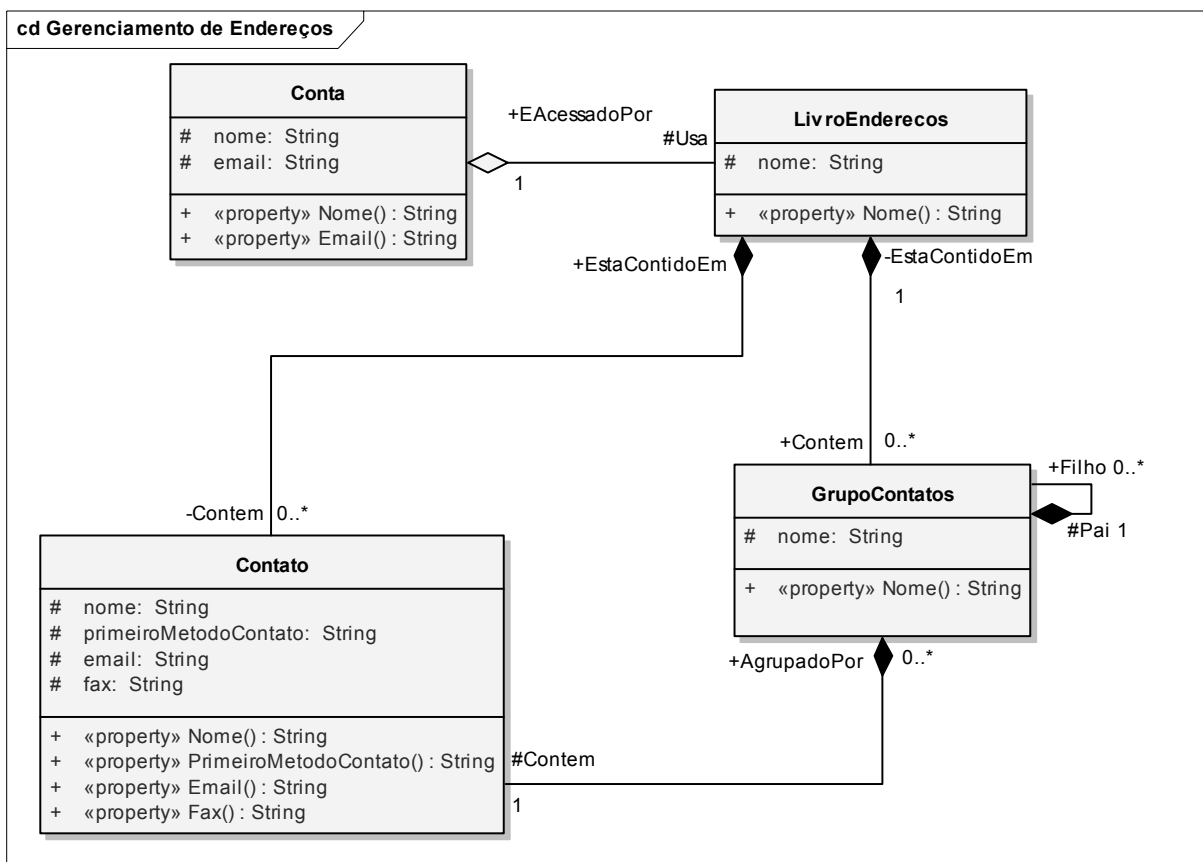 cd Gerenciamento de Endereços
Conta
# nome: String
# email: String
+ «property» Nome() : String
+ «property» Email() : String
+EAcessadoPor
#Usa
1
LivroEnderecos
# nome: String
+ «property» Nome() : String
+EstaContidoEm
-EstaContidoEm
1
+Contem 0..*
+Filho 0..*
#Pai 1
GrupoContatos
# nome: String
+ «property» Nome() : String
-Contem 0..*
Contato
# nome: String
# primeiroMetodoContato: String
# email: String
# fax: String
+ «property» Nome() : String
+ «property» PrimeiroMetodoContato() : String
+ «property» Email() : String
+ «property» Fax() : String
+AgrupadoPor 0..*
#Contem
1